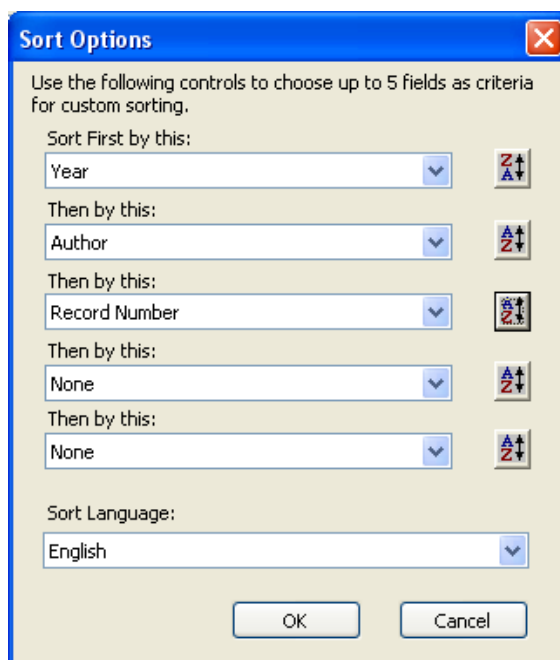 Sort Options
Use the following controls to choose up to 5 fields as criteria
for custom sorting.
Sort First by this:
Year
Z
A
Then by this:
Author
A
Z
Then by this:
Record Number
A
Z
Then by this:
None
A
Z
Then by this:
None
A
Z
Sort Language:
English
OK
Cancel